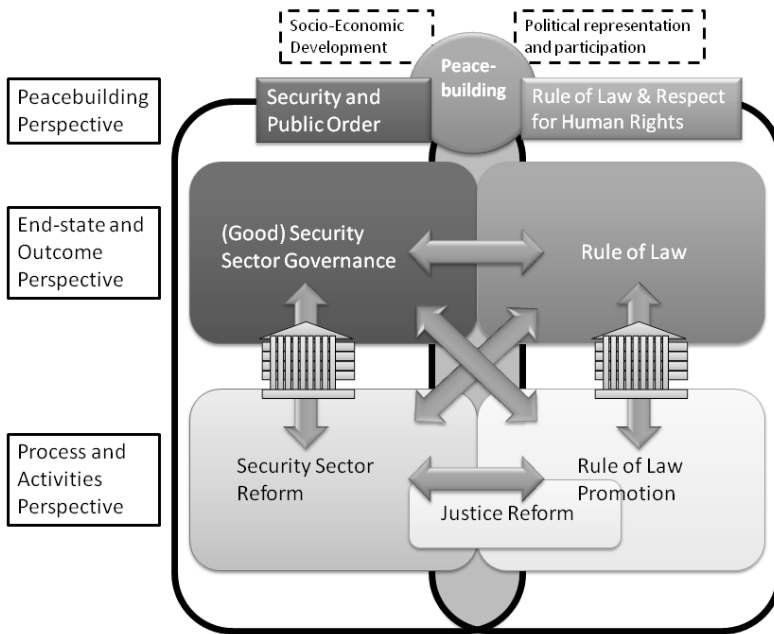 Socio-Economic
Development
Political representation
and participation
Peace-
building
Peacebuilding
Perspective
Security and
Public Order
Rule of Law & Respect
for Human Rights
End-state and
Outcome
Perspective
(Good) Security
Sector Governance
Rule of Law
Process and
Activities
Perspective
Security Sector
Reform
Rule of Law
Promotion
Justice Reform